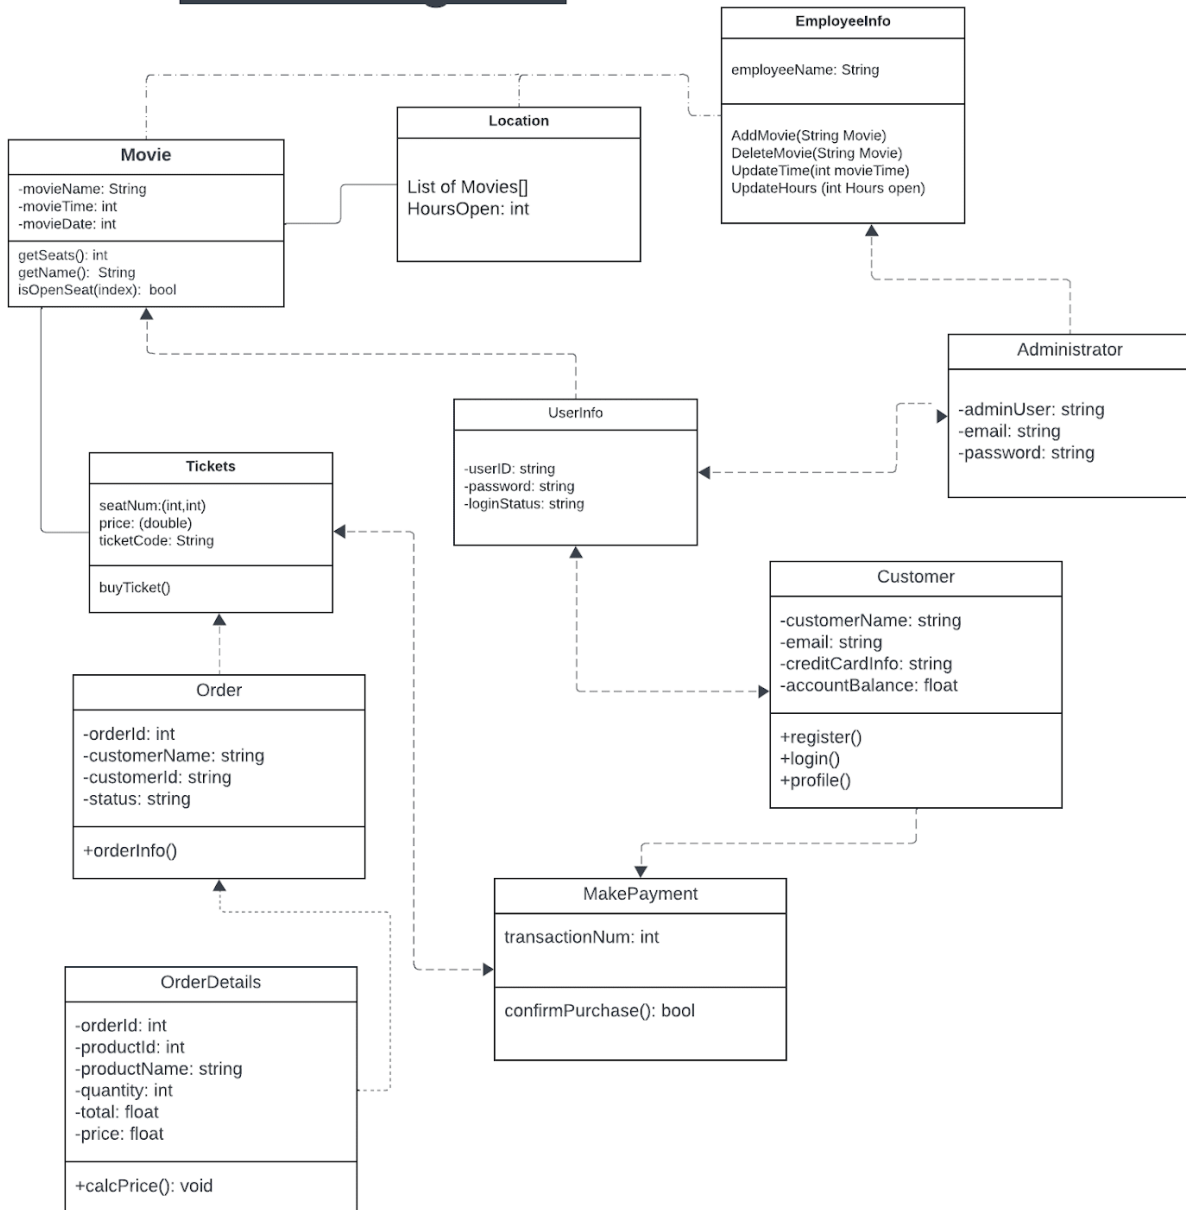 EmployeeInfo
employeeName: String
AddMovie(String Movie)
DeleteMovie(String Movie)
UpdateTime(int movieTime)
UpdateHours (int Hours open)
Location
List of Movies[]
HoursOpen: int
Movie
-movieName: String
-movieTime: int
-movieDate: int
getSeats(): int
getName():  String
isOpenSeat(index):  bool
Administrator
-adminUser: string
-email: string
-password: string
UserInfo
-userID: string
-password: string
-loginStatus: string
Tickets
seatNum:(int,int)
price: (double)
ticketCode: String
buyTicket()
Customer
-customerName: string
-email: string
-creditCardInfo: string
-accountBalance: float
+register()
+login()
+profile()
Order
-orderId: int
-customerName: string
-customerId: string
-status: string
+orderInfo()
MakePayment
transactionNum: int
confirmPurchase(): bool
OrderDetails
-orderId: int
-productId: int
-productName: string
-quantity: int
-total: float
-price: float
+calcPrice(): void